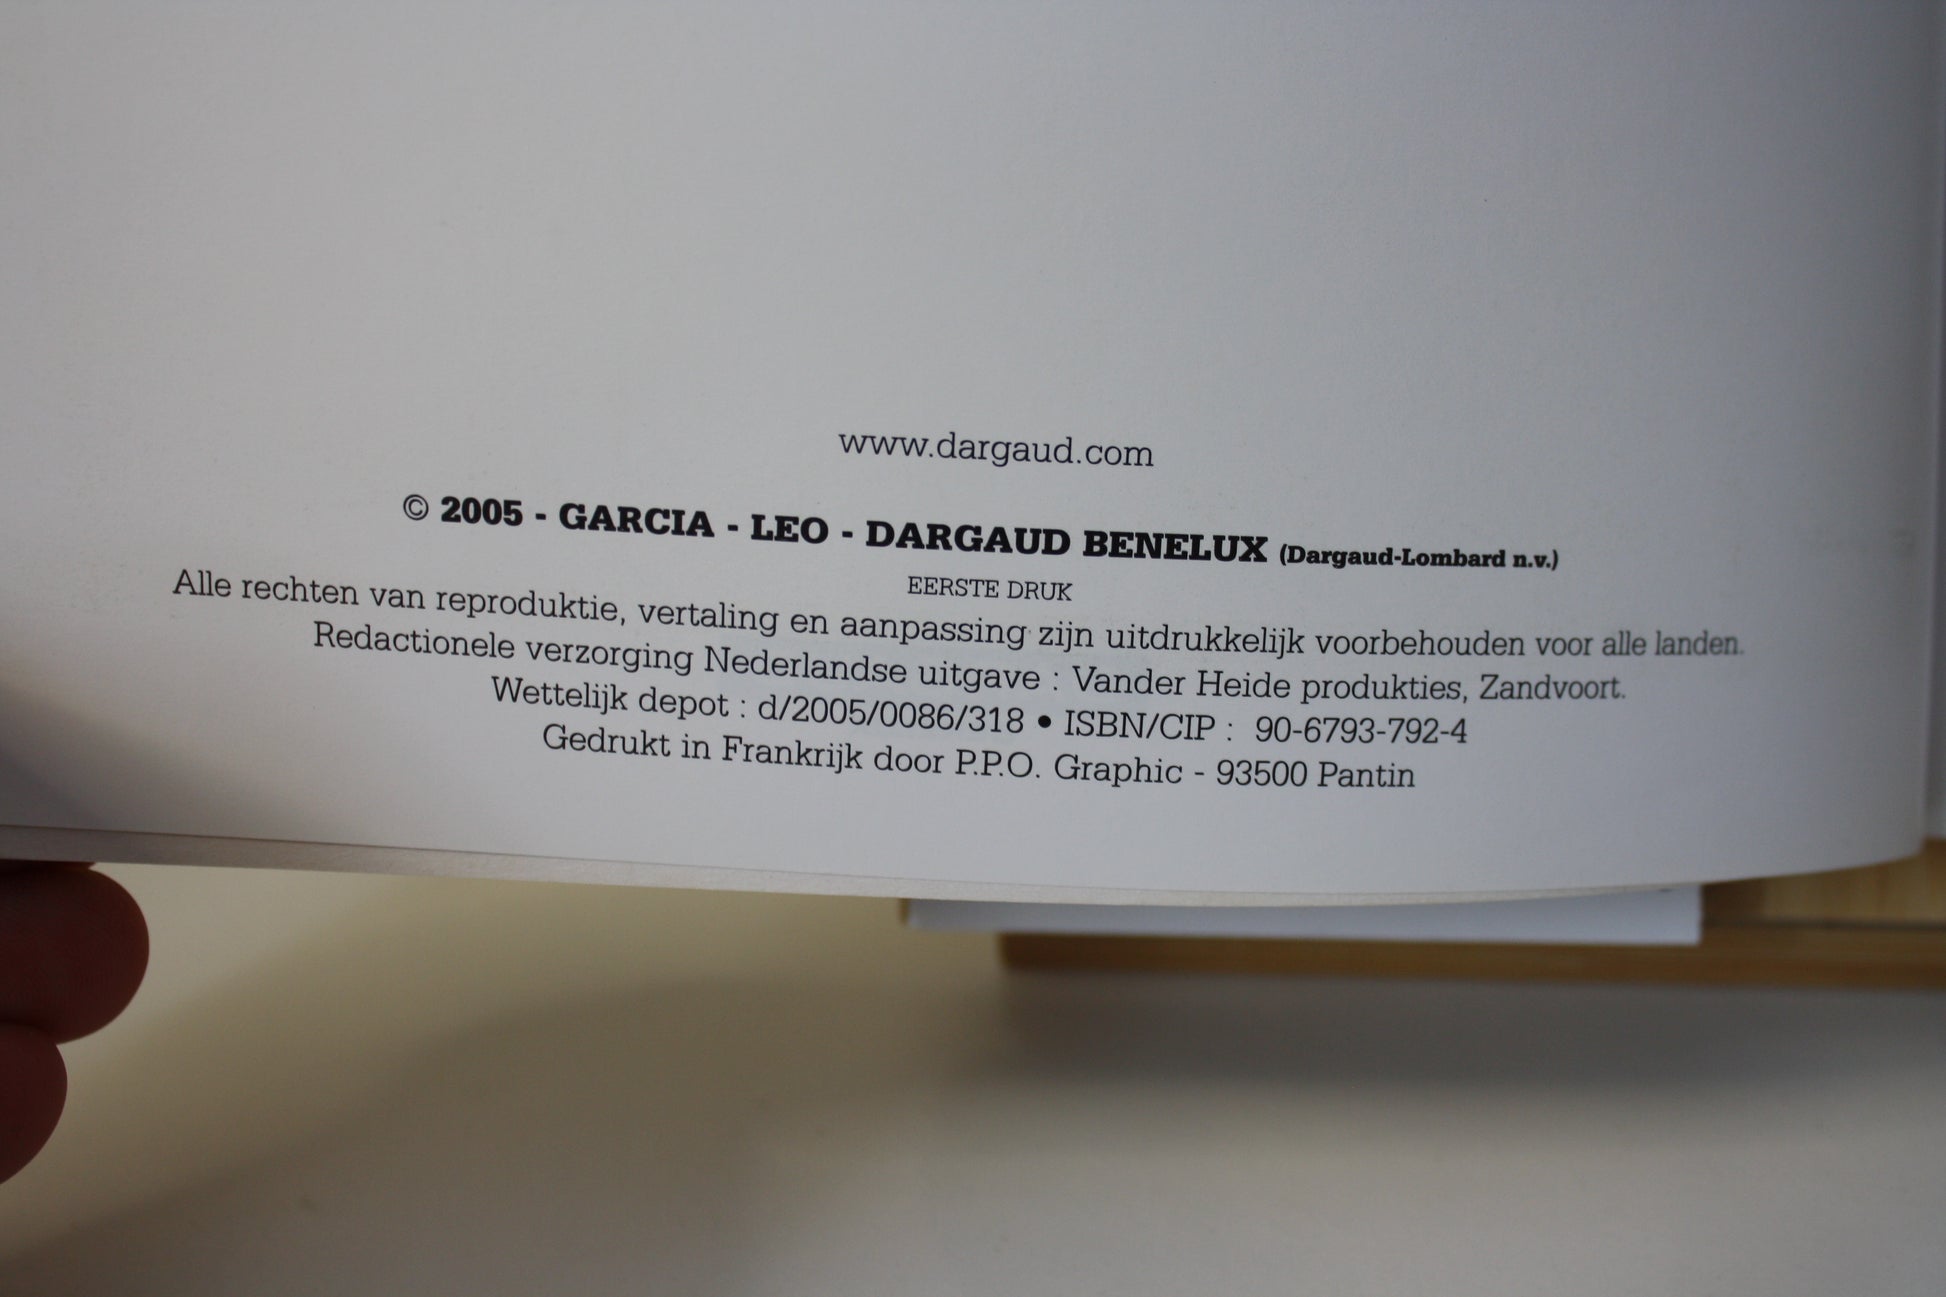 www.dargaud.com
© 2005 - GARCIA - LEO - DARGAUD BENELUX (Dargaud-Lombard n.v.)
EERSTE DRUK
Alle rechten van reproduktie, vertaling en aanpassing zijn uitdrukkelijk voorbehouden voor alle landen.
Redactionele verzorging Nederlandse uitgave : Vander Heide produkties, Zandvoort.
Wettelijk depot : d/2005/0086/318 • ISBN/CIP : 90-6793-792-4
Gedrukt in Frankrijk door P.P.O. Graphic - 93500 Pantin